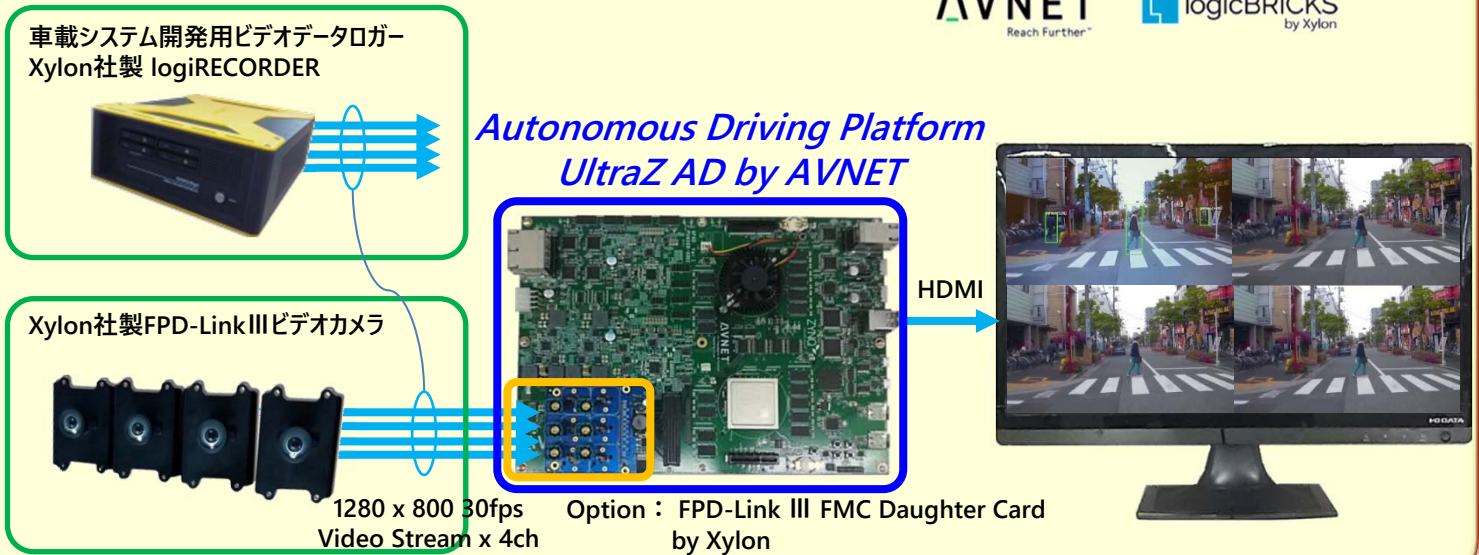 AVNET
Reach Further™
logicBRICKS
by Xylon
車載システム開発用ビデオデータロガー
Xylon社製 logiRECORDER
Autonomous Driving Platform
UltraZ AD by AVNET
HDMI
Xylon社製FPD-LinkⅢビデオカメラ
AVNET
I-O DATA
1280 x 800 30fps
Video Stream x 4ch
Option： FPD-Link Ⅲ FMC Daughter Card
by Xylon